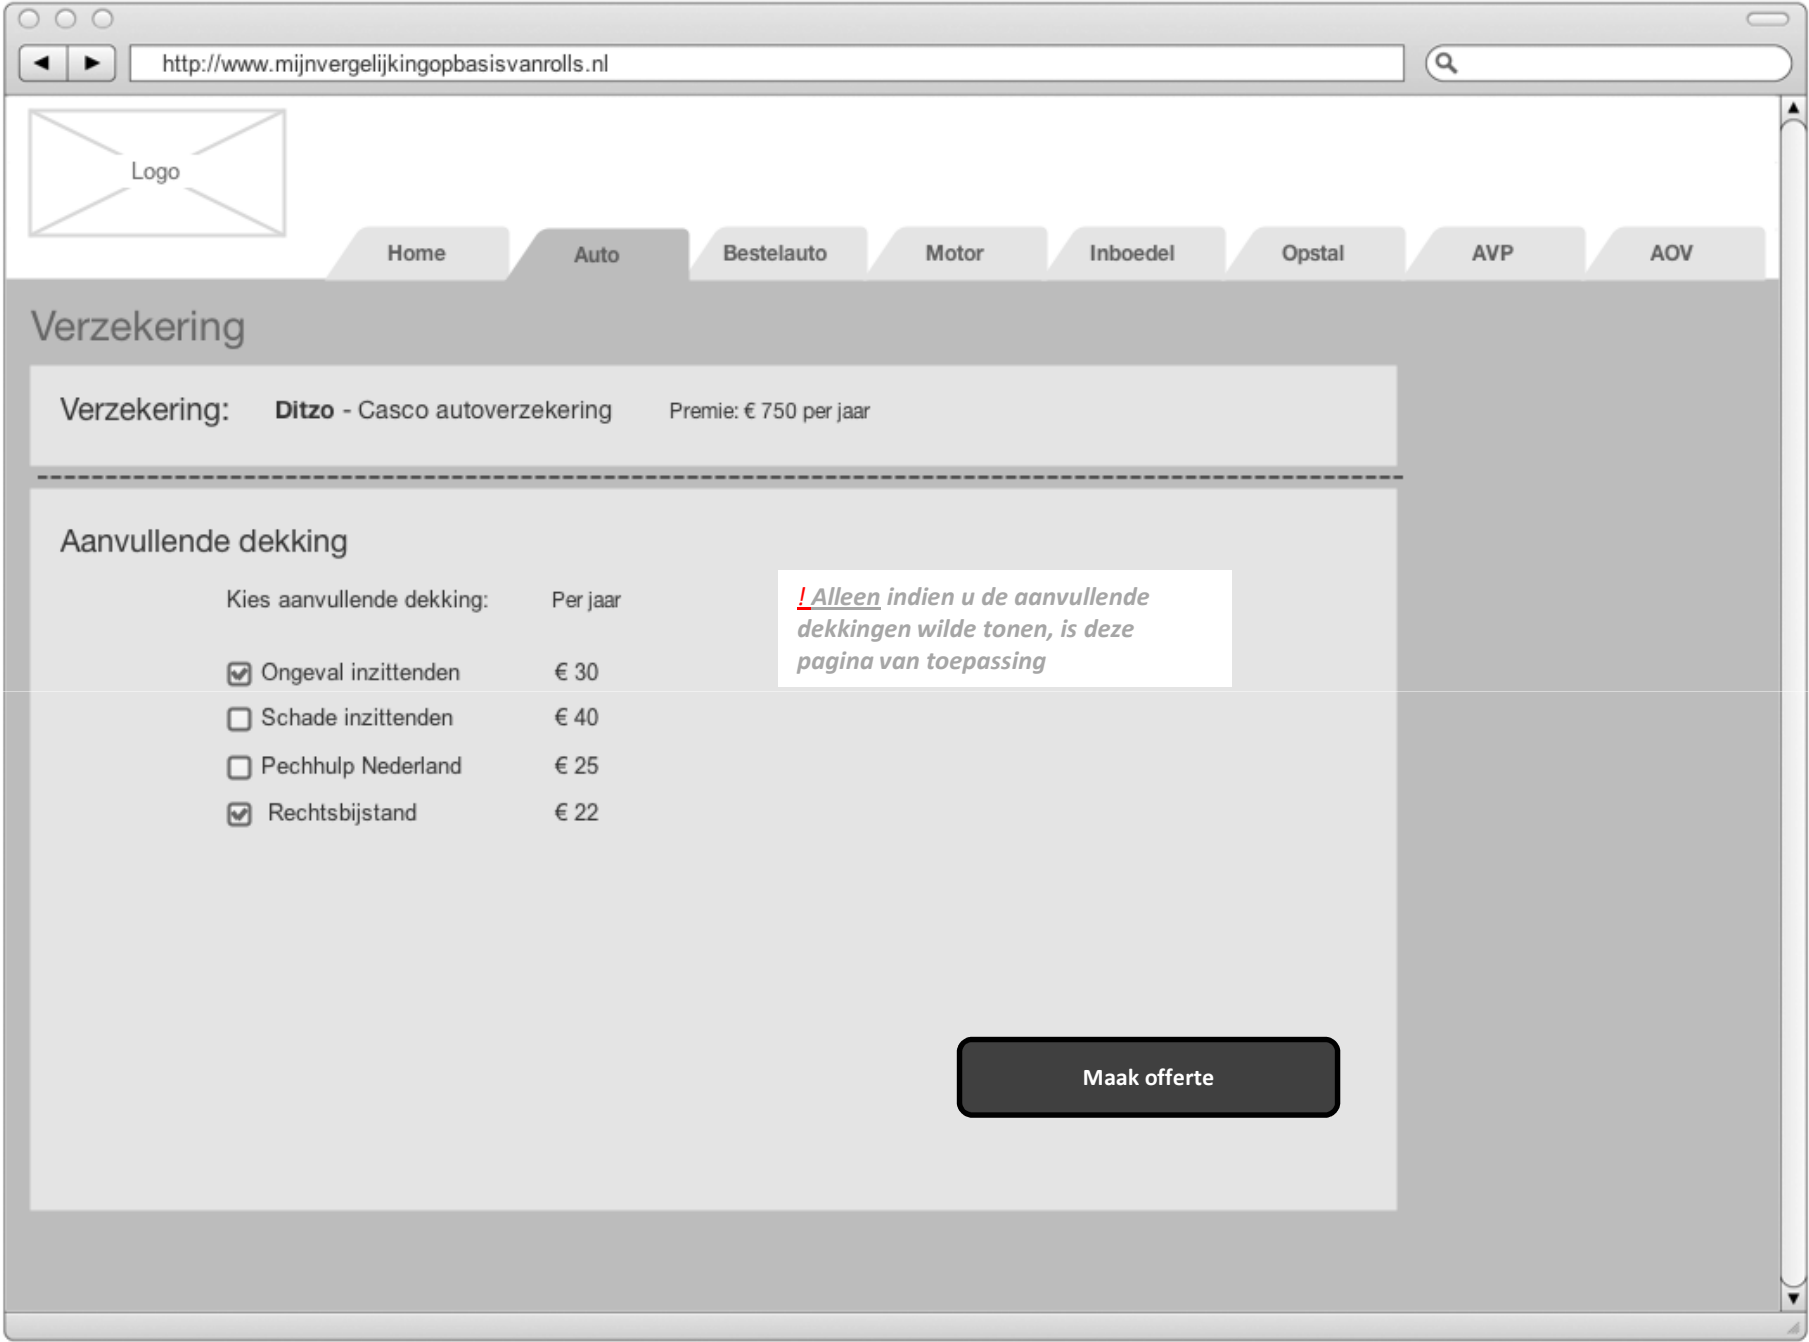 http://www.mijnvergelijkingopbasisvanrolls.nl
Logo
Home Auto Bestelauto Motor Inboedel Opstal AVP AOV
Verzekering
Verzekering: Ditzo - Casco autoverzekering Premie: € 750 per jaar
Aanvullende dekking
Kies aanvullende dekking: Per jaar
! Alleen indien u de aanvullende
dekkingen wilde tonen, is deze
pagina van toepassing
Ongeval inzittenden € 30
Schade inzittenden € 40
Pechhulp Nederland € 25
Rechtsbijstand € 22
Maak offerte